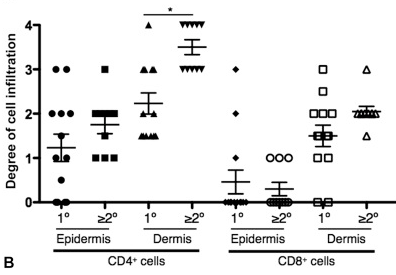 Degree of cell infiltration
4
3
2
1
0
*
1° ≥2° 1° ≥2° 1° ≥2° 1° ≥2°
Epidermis Dermis Epidermis Dermis
CD4⁺ cells CD8⁺ cells
B